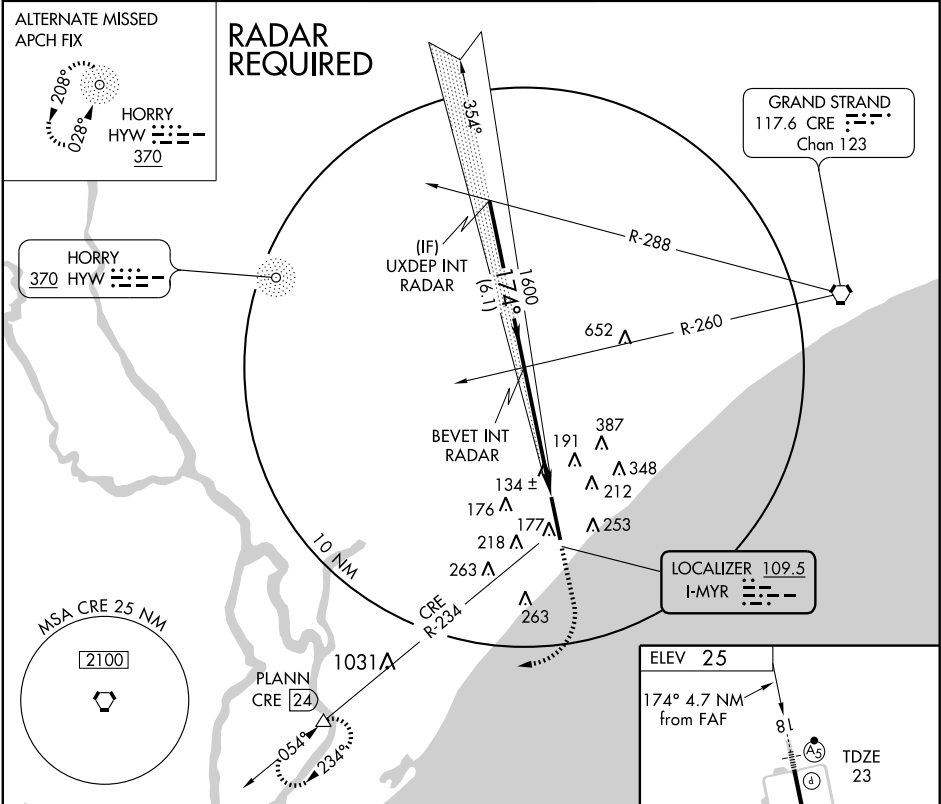 ALTERNATE MISSED
APCH FIX
208°
028°
HORRY
HYW
370
RADAR
REQUIRED
354°
GRAND STRAND
117.6 CRE
Chan 123
HORRY
370 HYW
R-288
(IF)
UXDEP INT
RADAR
1600
174°
(6.1)
652
R-260
BEVET INT
RADAR
387
191
348
134 ±
212
176
177
253
218
263
10 NM
LOCALIZER 109.5
I-MYR
263
CRE
R-234
MSA CRE 25 NM
2100
1031
PLANN
CRE 24
054°
234°
ELEV 25
174° 4.7 NM
from FAF
18
A5
TDZE
23
d